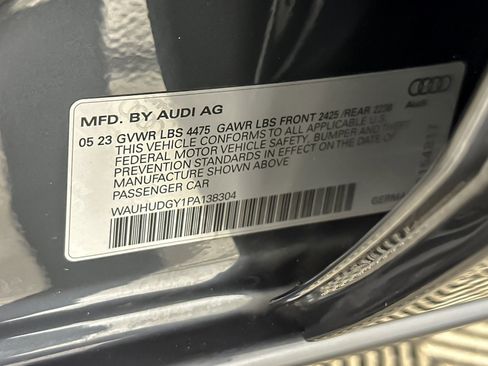 MFD. BY AUDI AG
05 23 GVWR LBS 4475 GAWR LBS FRONT 2425 /REAR 2238
THIS VEHICLE CONFORMS TO ALL APPLICABLE U.S.
FEDERAL MOTOR VEHICLE SAFETY, BUMPER AND THEFT
PREVENTION STANDARDS IN EFFECT ON THE DATE OF
MANUFACTURE SHOWN ABOVE.
PASSENGER CAR
WAUHUDGY1PA138304
Audi